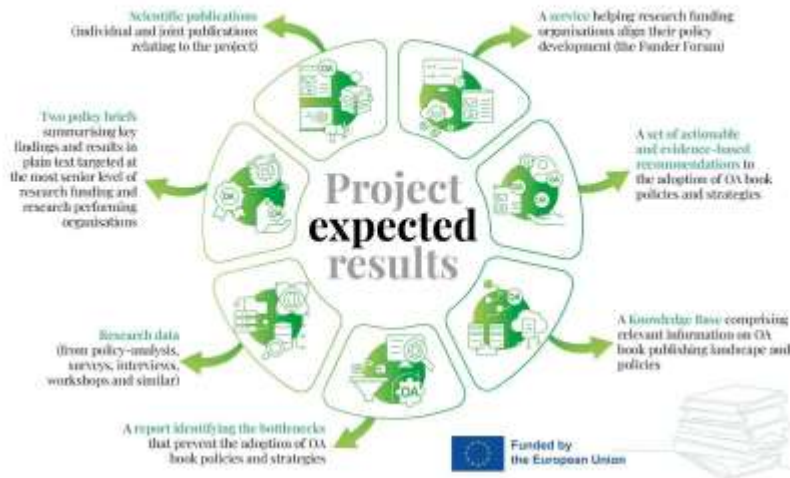 Scientific publications
(individual and joint publications
relating to the project)
A service helping research funding
organisations align their policy
development (the Funder Forum)
Two policy briefs
summarising key
findings and results in
plain text targeted at
the most senior level of
research funding and
research performing
organisations
A set of actionable
and evidence-based
recommendations to
the adoption of OA book
policies and strategies
Project
expected
results
Research data
(from policy-analysis,
surveys, interviews,
workshops and similar)
A Knowledge Base comprising
relevant information on OA
book publishing landscape and
policies
A report identifying the bottlenecks
that prevent the adoption of OA
book policies and strategies
OA
Funded by
the European Union